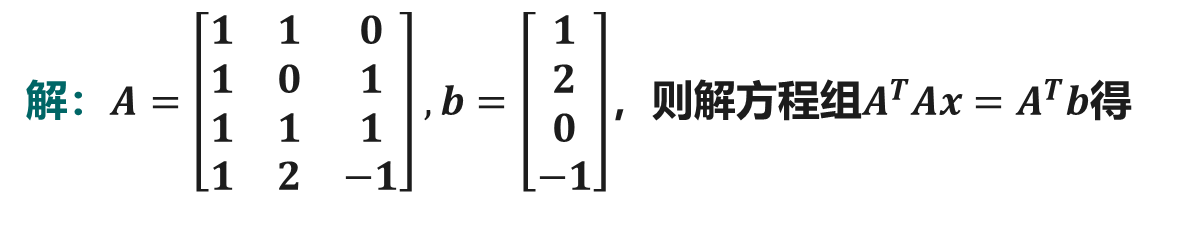 解：A = [1 1 0; 1 0 1; 1 1 1; 1 2 −1], b = [1; 2; 0; −1]，则解方程组AᵀAx = Aᵀb得